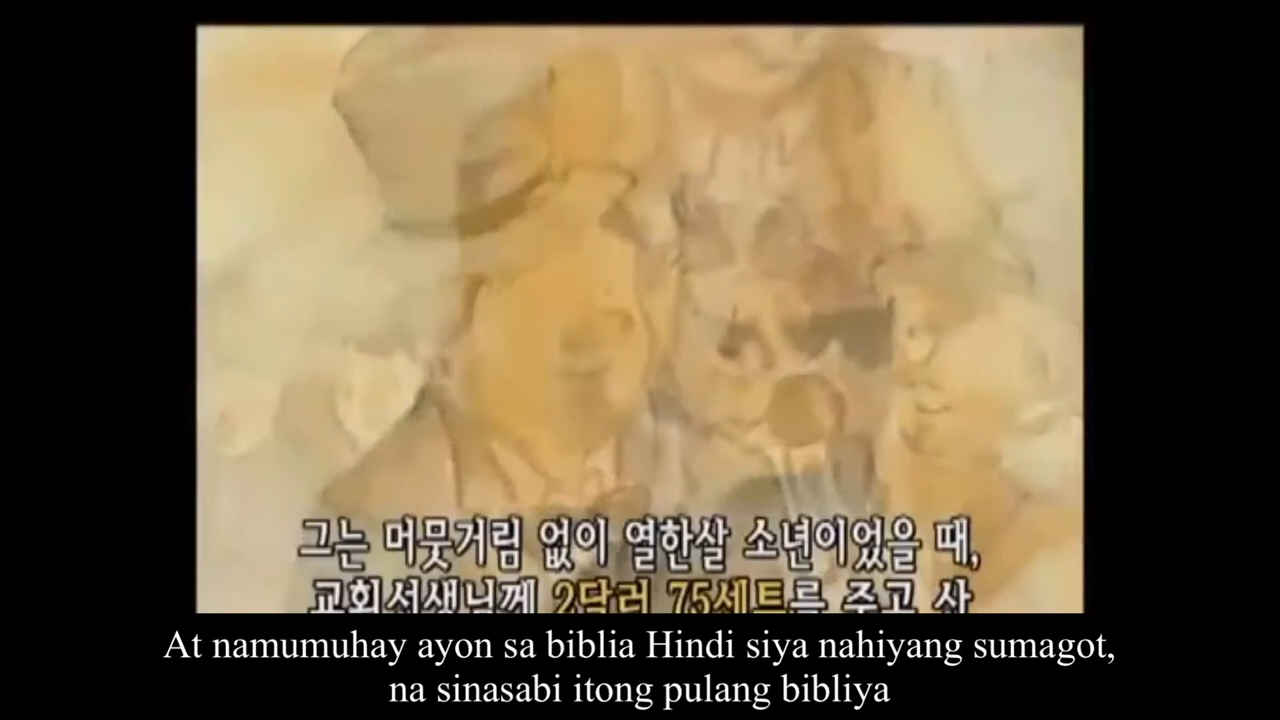 그는 머뭇거림 없이 열한살 소년이었을 때,
교회선생님께 2달러 75센트를 주고 산
At namumuhay ayon sa biblia Hindi siya nahiyang sumagot,
na sinasabi itong pulang bibliya